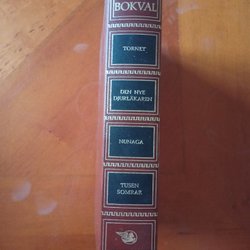 BOKVAL
TORNET
DEN NYE
DJURLÄKAREN
NUNAGA
TUSEN
SOMRAR